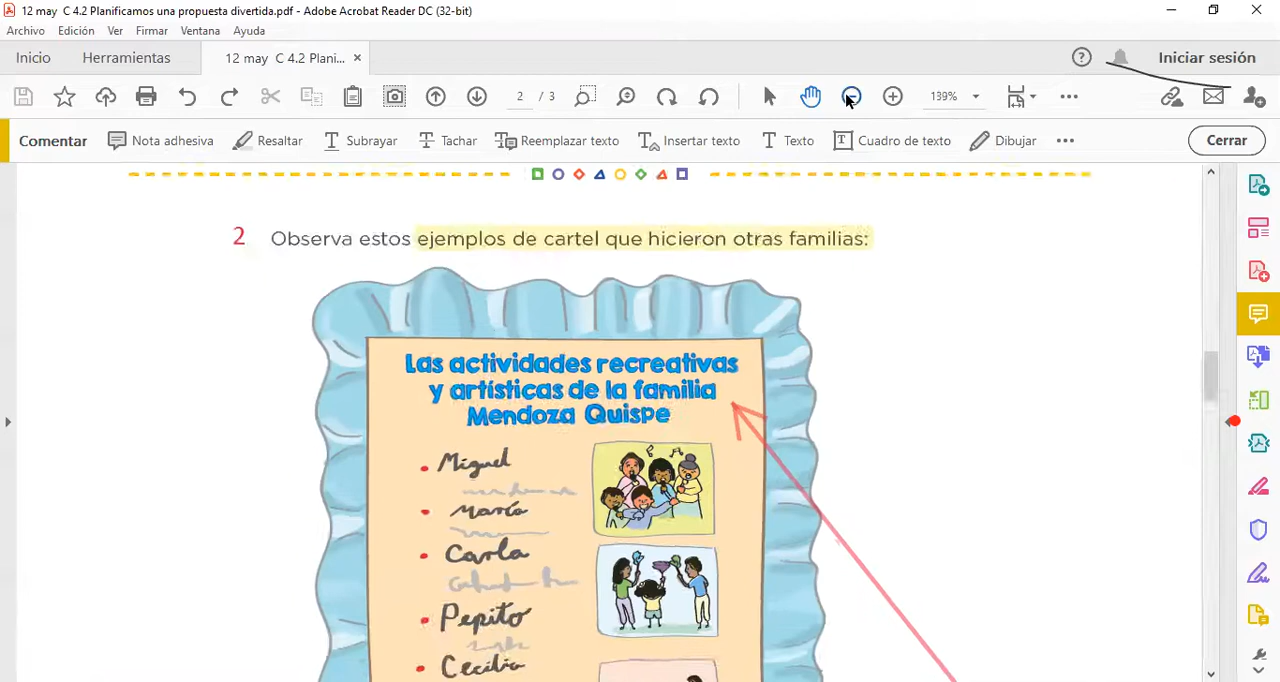 12 may C 4.2 Planificamos una propuesta divertida.pdf - Adobe Acrobat Reader DC (32-bit)
Archivo Edición Ver Firmar Ventana Ayuda
Inicio Herramientas 12 may C 4.2 Plani... Iniciar sesión
2 / 3 139%
Comentar Nota adhesiva Resaltar Subrayar Tachar Reemplazar texto Insertar texto Texto Cuadro de texto Dibujar Cerrar
2 Observa estos ejemplos de cartel que hicieron otras familias:
Las actividades recreativas
y artísticas de la familia
Mendoza Quispe
• Miguel
• María
• Carla
• Pepito
• Cecilia